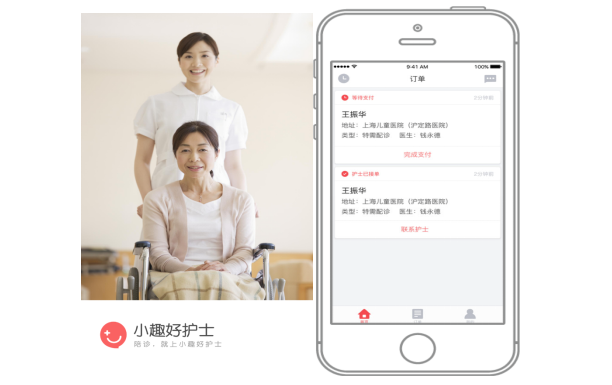 小趣好护士
陪诊、就上小趣好护士
9:41 AM
100%
订单
等待支付
王振华
地址：上海儿童医院（沪定路医院）
类型：特需配诊 医生：钱永德
完成支付
护士已接单
王振华
地址：上海儿童医院（沪定路医院）
类型：特需配诊 医生：钱永德
联系护士